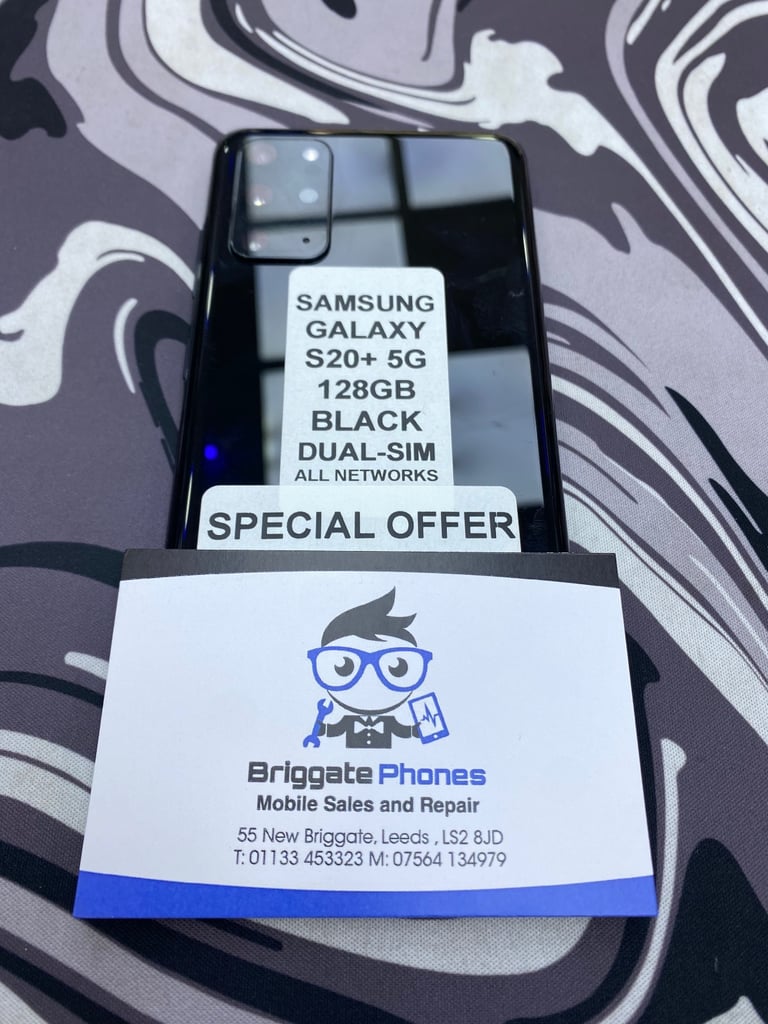 SAMSUNG
GALAXY
S20+ 5G
128GB
BLACK
DUAL-SIM
ALL NETWORKS
SPECIAL OFFER
Briggate Phones
Mobile Sales and Repair
55 New Briggate, Leeds , LS2 8JD
T: 01133 453323 M: 07564 134979